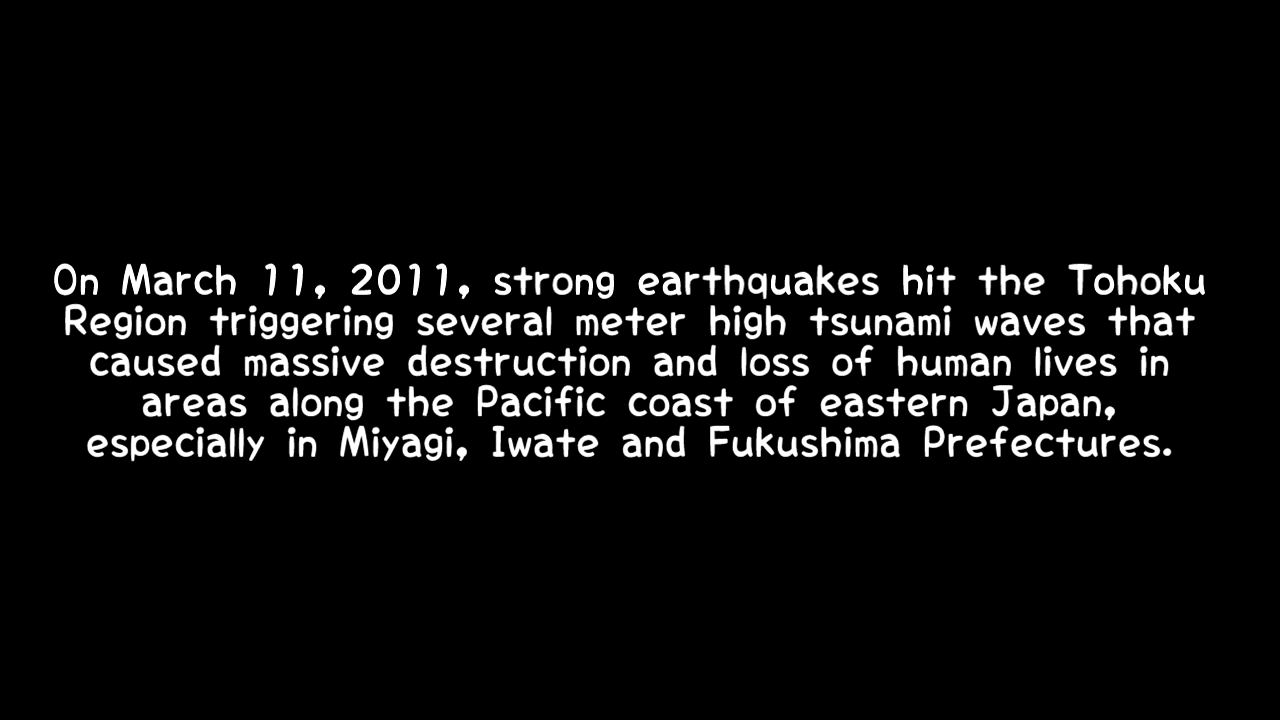 On March 11, 2011, strong earthquakes hit the Tohoku
Region triggering several meter high tsunami waves that
caused massive destruction and loss of human lives in
areas along the Pacific coast of eastern Japan,
especially in Miyagi, Iwate and Fukushima Prefectures.